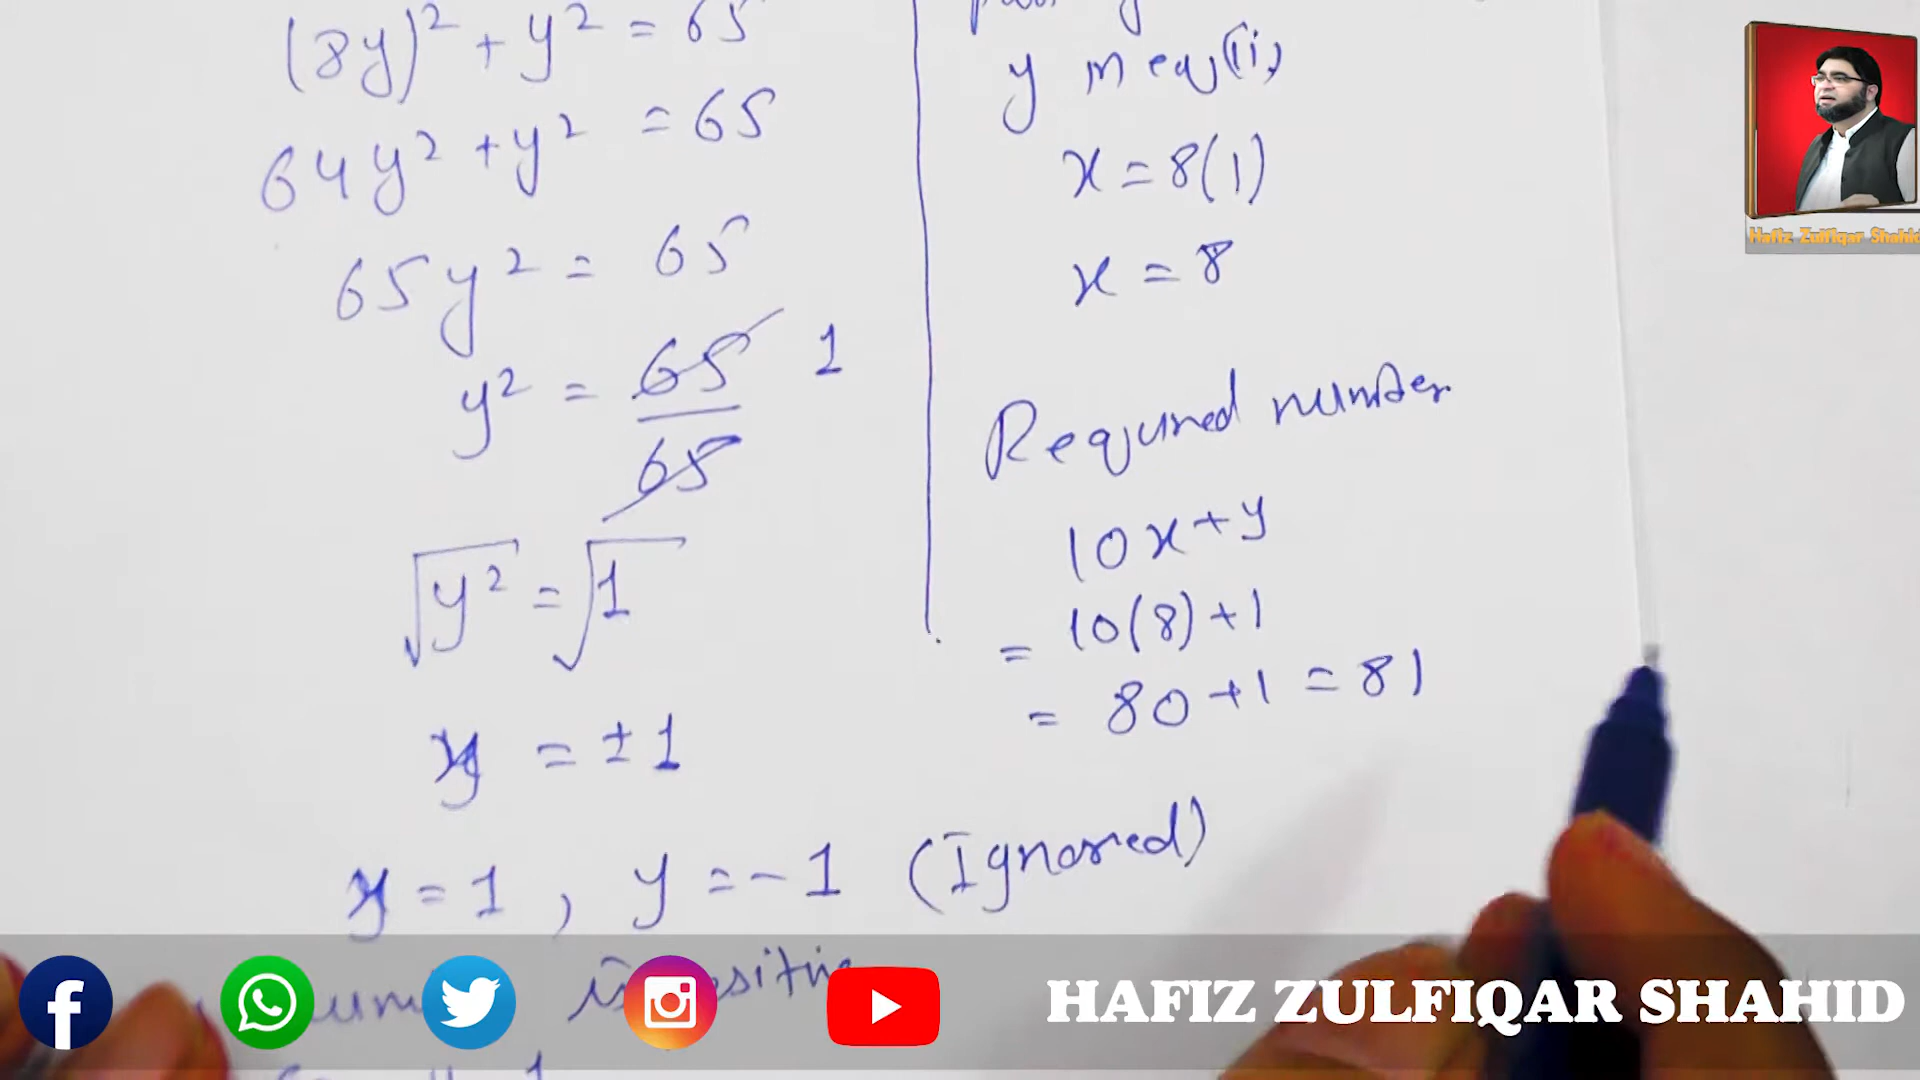 (8y)² + y² = 65
64y² + y² = 65
65y² = 65
y² = 65/65 1
√y² = √1
y = ±1
y = 1 , y = -1 (Ignored)
y in eq(ii)
x = 8(1)
x = 8
Required number
10x + y
= 10(8) + 1
= 80 + 1 = 81
Hafiz Zulfiqar Shahid
HAFIZ ZULFIQAR SHAHID